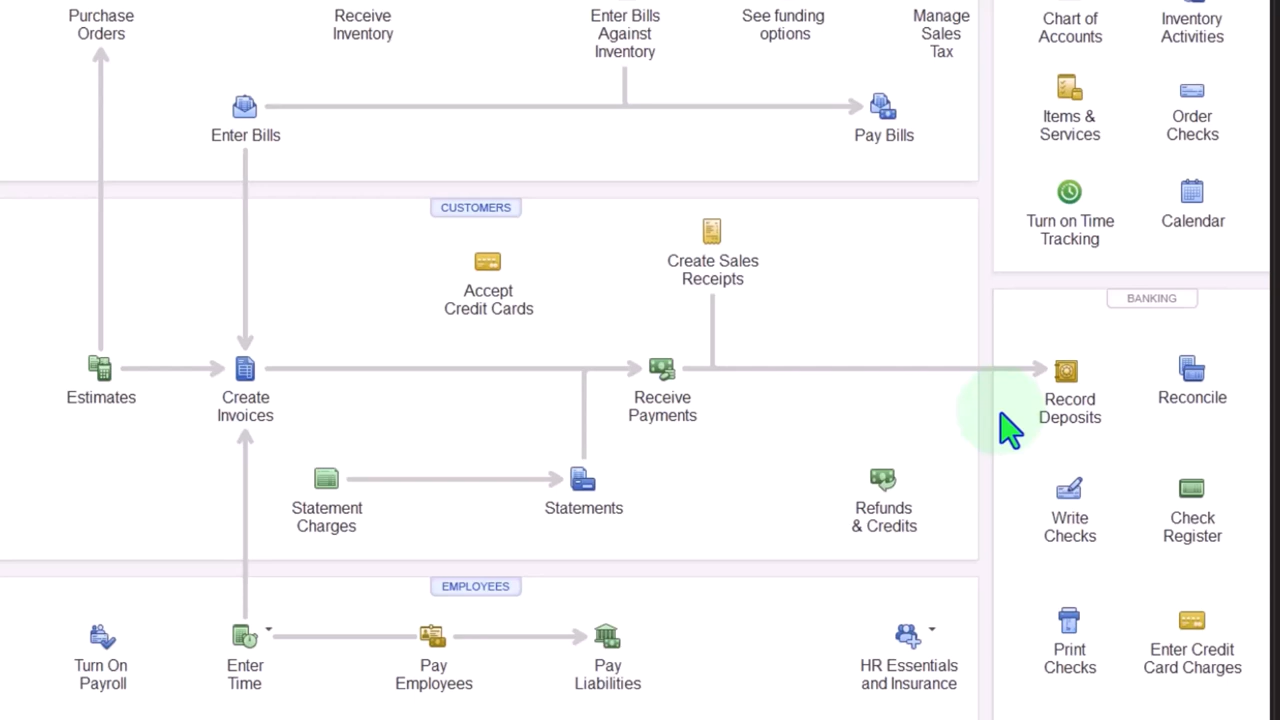 Purchase
Orders
Receive
Inventory
Enter Bills
Against
Inventory
See funding
options
Manage
Sales
Tax
Enter Bills
Pay Bills
CUSTOMERS
Create Sales
Receipts
Accept
Credit Cards
Estimates
Create
Invoices
Receive
Payments
Statement
Charges
Statements
Refunds
& Credits
EMPLOYEES
Turn On
Payroll
Enter
Time
Pay
Employees
Pay
Liabilities
HR Essentials
and Insurance
Chart of
Accounts
Inventory
Activities
Items &
Services
Order
Checks
Turn on Time
Tracking
Calendar
BANKING
Record
Deposits
Reconcile
Write
Checks
Check
Register
Print
Checks
Enter Credit
Card Charges